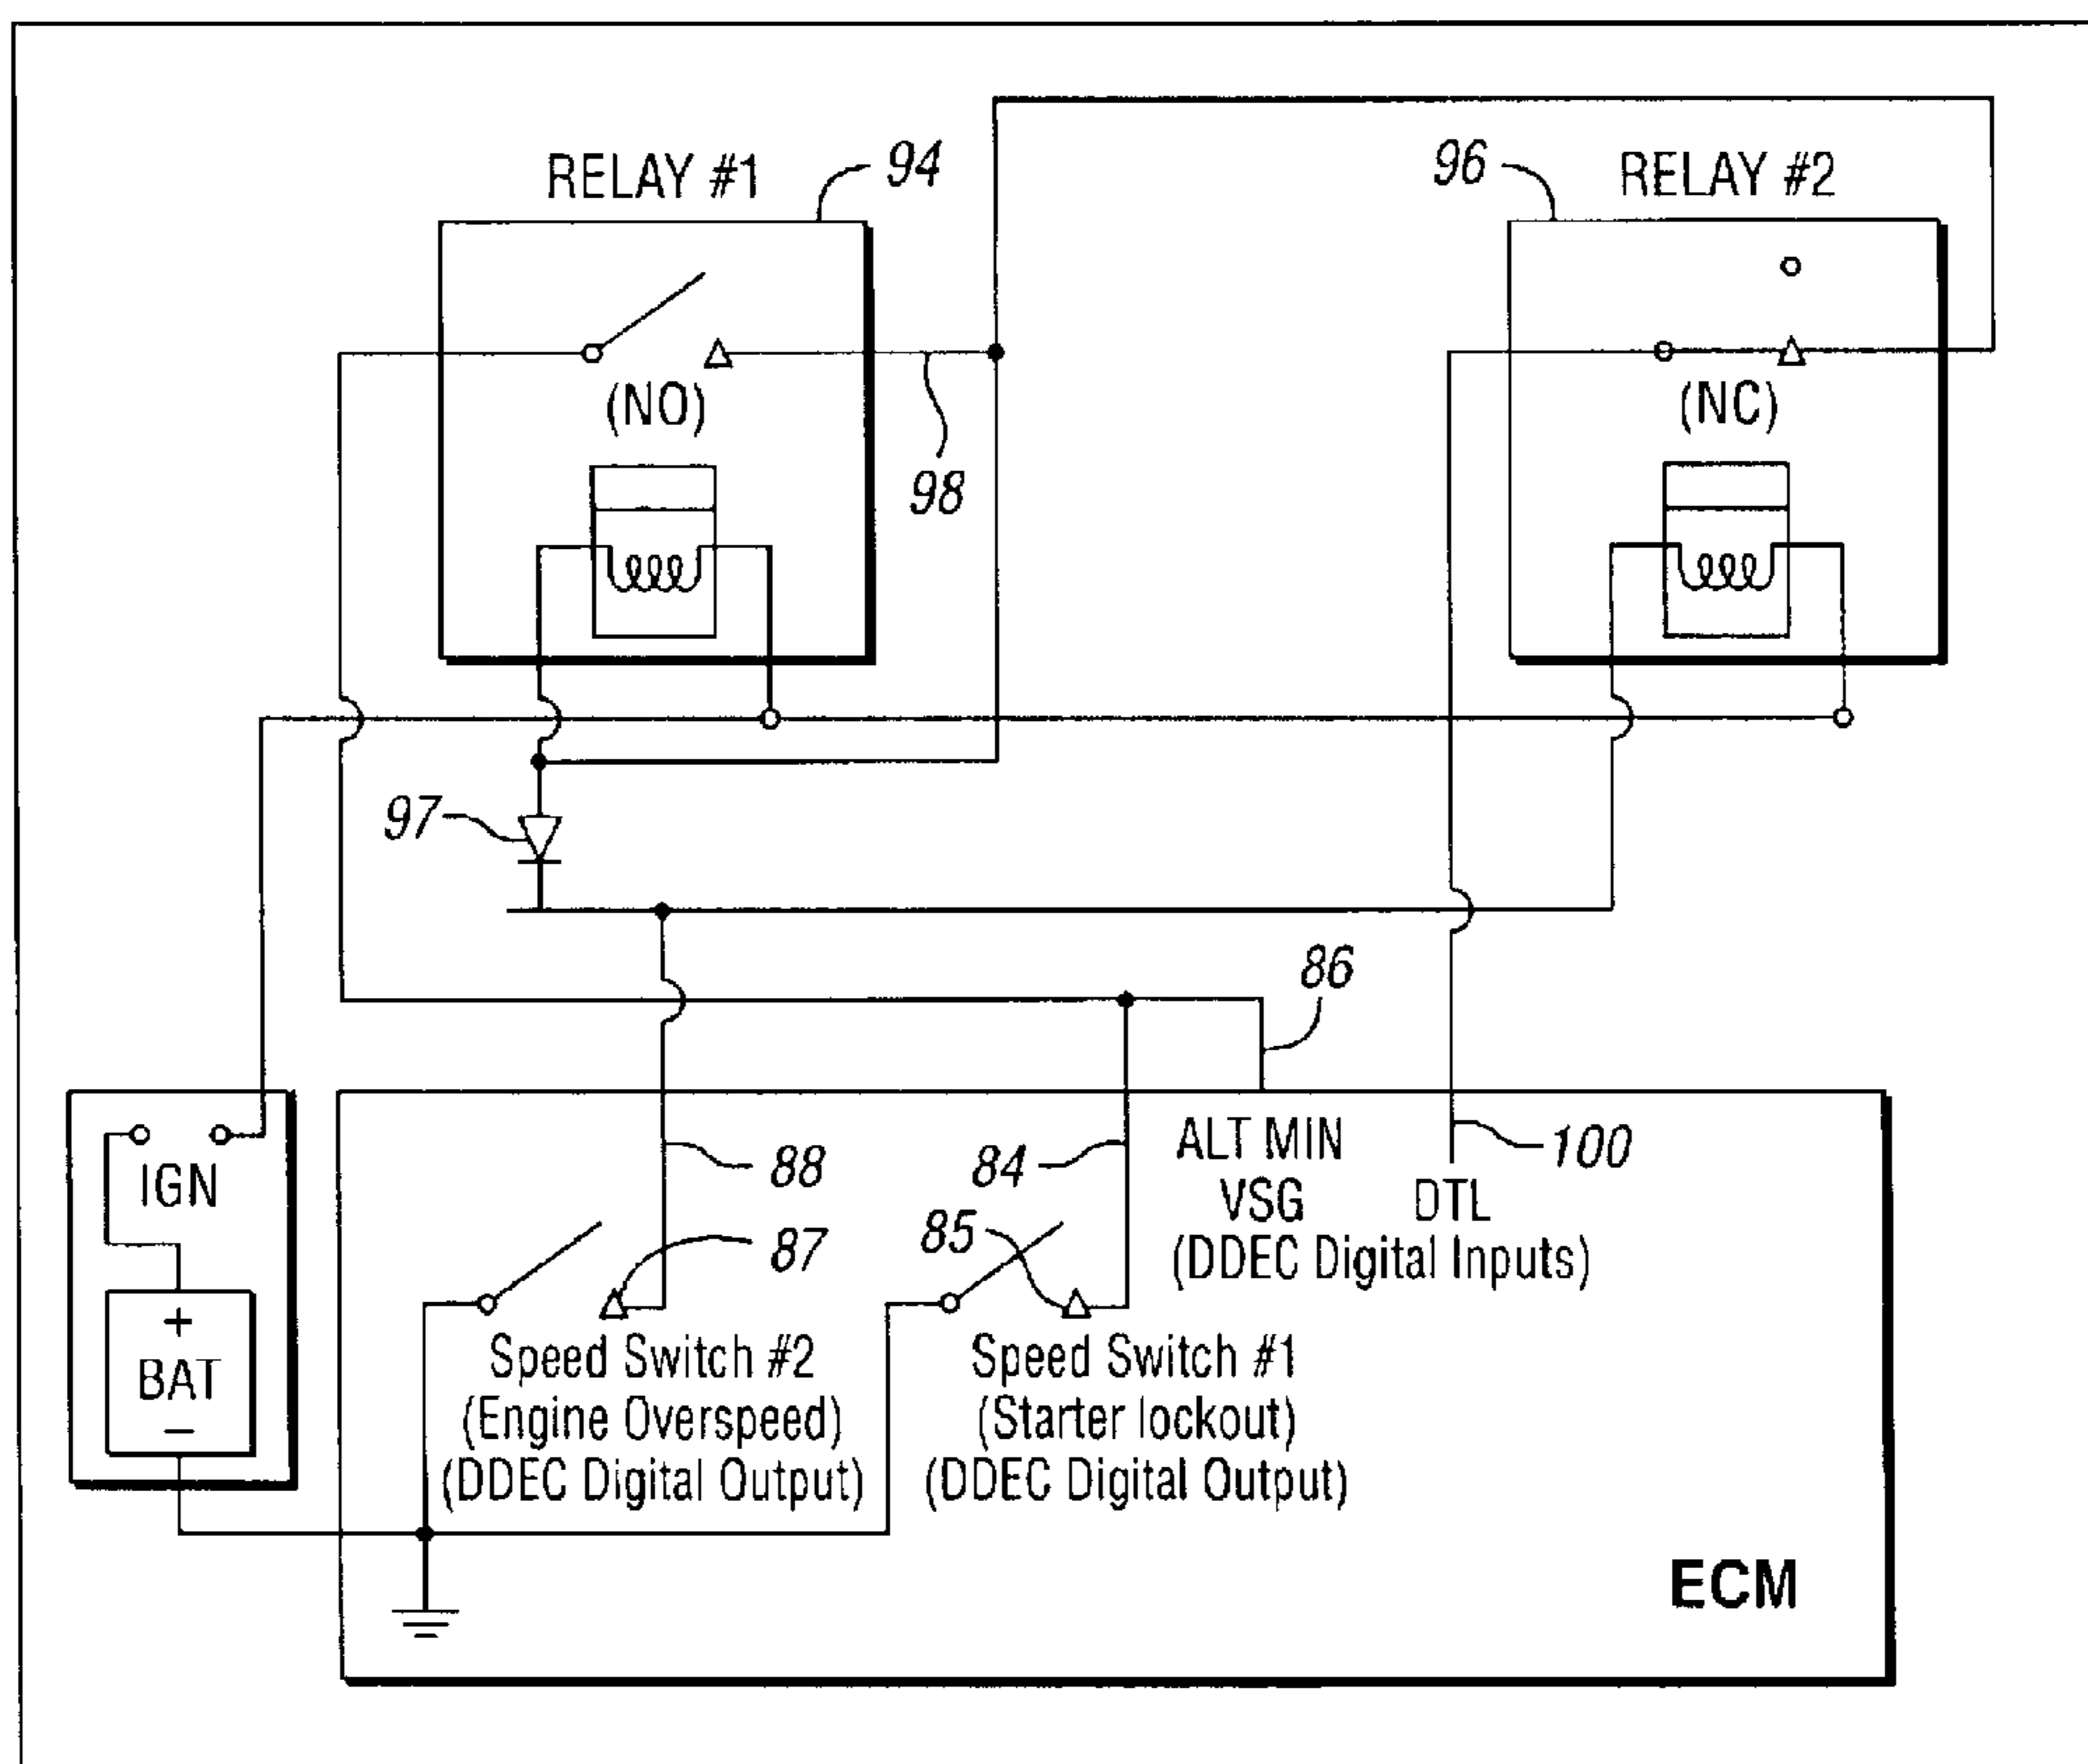 RELAY #1
94
96
RELAY #2
(NO)
(NC)
98
97
86
IGN
+
BAT
−
88
84
ALT MIN
VSG
DTL
100
(DDEC Digital Inputs)
87
85
Speed Switch #2
(Engine Overspeed)
(DDEC Digital Output)
Speed Switch #1
(Starter lockout)
(DDEC Digital Output)
ECM